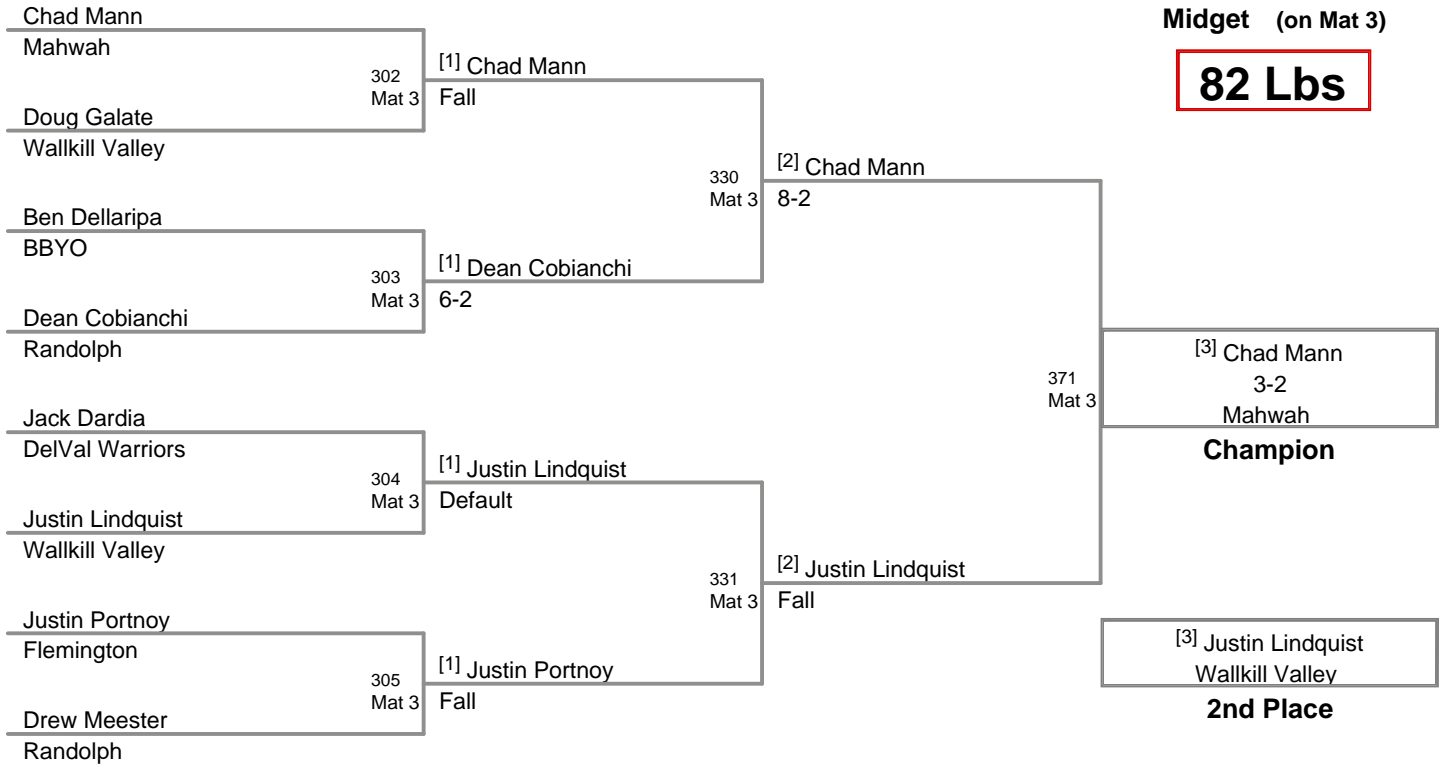 Midget (on Mat 3)
82 Lbs
Chad Mann
Mahwah
302
Mat 3
Doug Galate
Wallkill Valley
[1] Chad Mann
Fall
Ben Dellaripa
BBYO
303
Mat 3
Dean Cobianchi
Randolph
[1] Dean Cobianchi
6-2
330
Mat 3
[2] Chad Mann
8-2
Jack Dardia
DelVal Warriors
304
Mat 3
Justin Lindquist
Wallkill Valley
[1] Justin Lindquist
Default
Justin Portnoy
Flemington
305
Mat 3
Drew Meester
Randolph
[1] Justin Portnoy
Fall
331
Mat 3
[2] Justin Lindquist
Fall
371
Mat 3
[3] Chad Mann
3-2
Mahwah
Champion
[3] Justin Lindquist
Wallkill Valley
2nd Place